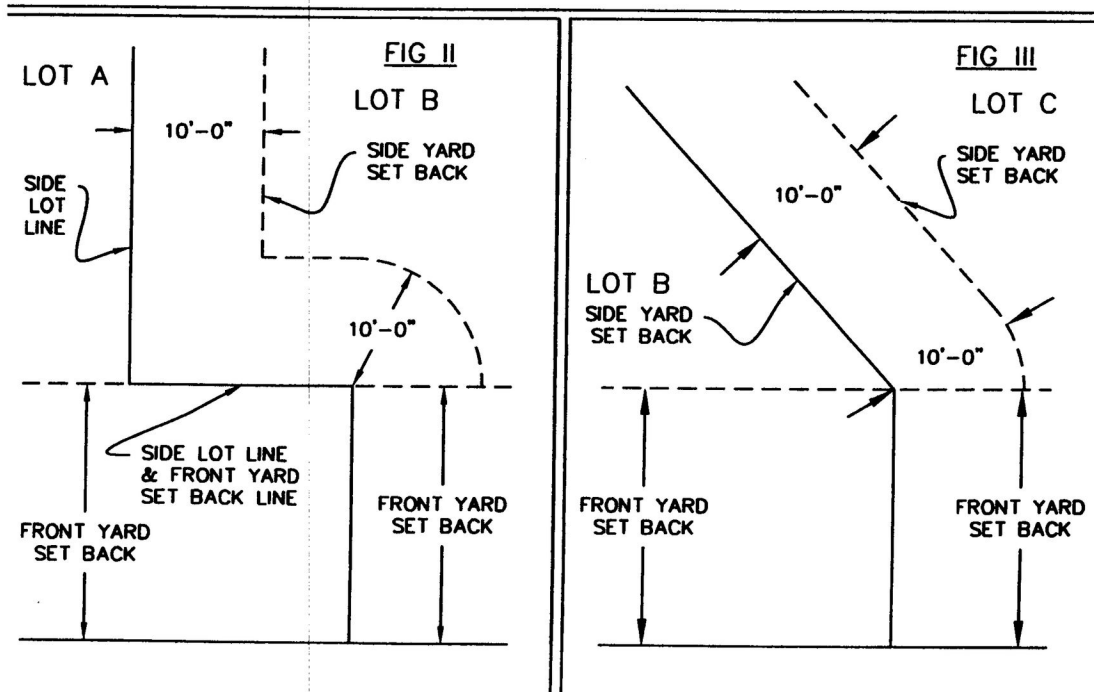 FIG II
LOT A
LOT B
10'-0"
SIDE YARD
SET BACK
SIDE
LOT
LINE
10'-0"
SIDE LOT LINE
& FRONT YARD
SET BACK LINE
FRONT YARD
SET BACK
FRONT YARD
SET BACK
FIG III
LOT C
SIDE YARD
SET BACK
10'-0"
LOT B
SIDE YARD
SET BACK
10'-0"
FRONT YARD
SET BACK
FRONT YARD
SET BACK